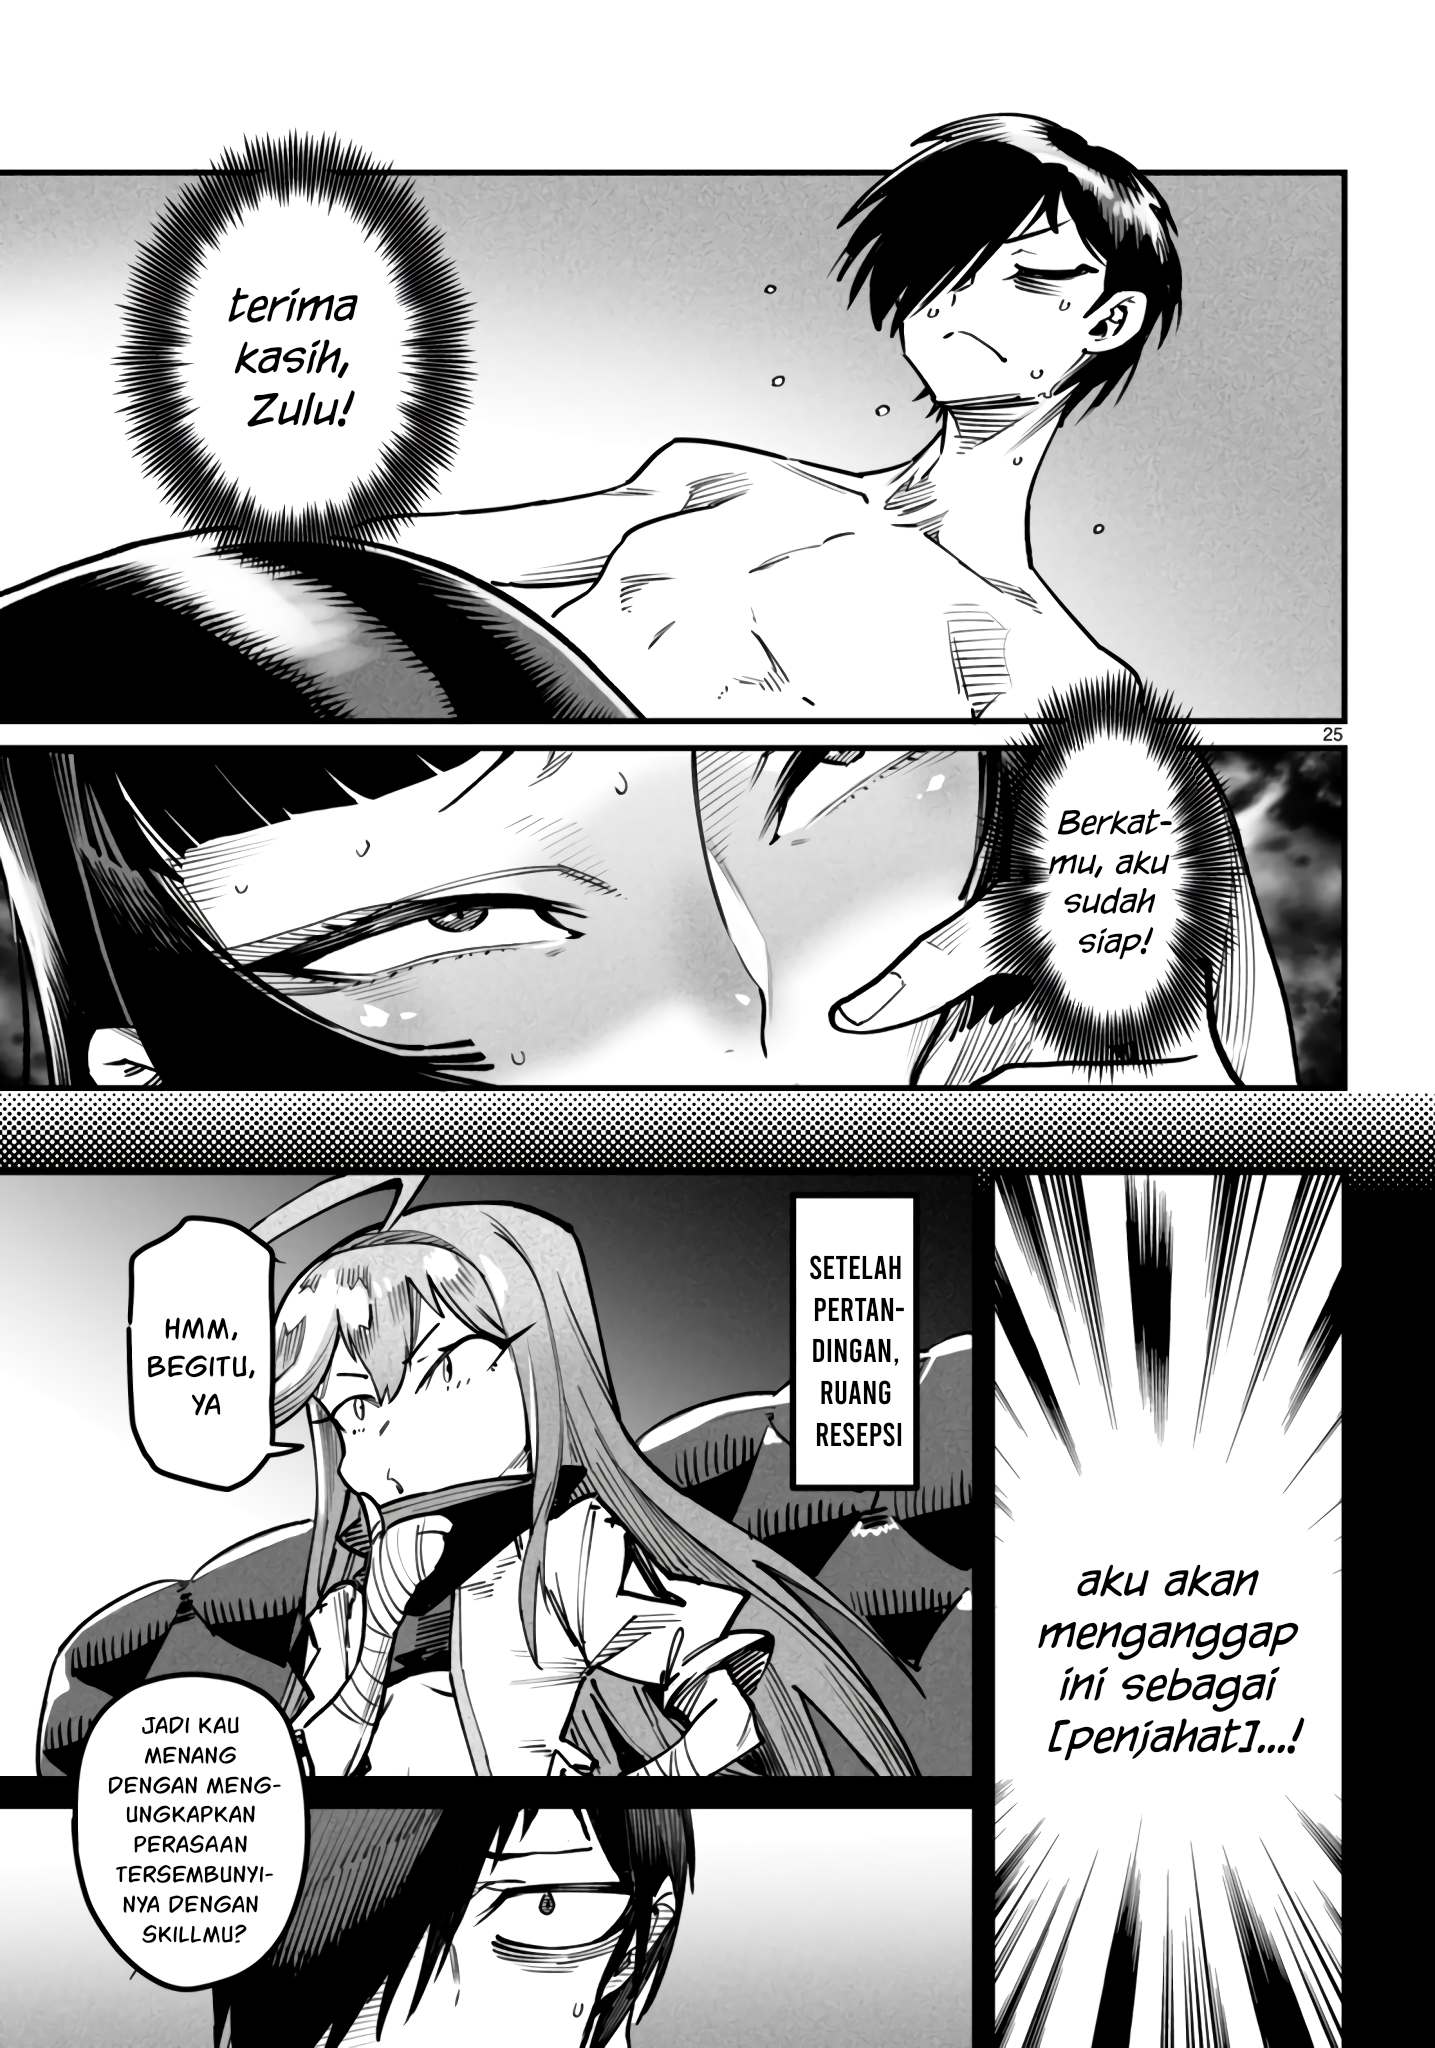 terima
kasih,
Zulu!
25
Berkat-
mu, aku
sudah
siap!
aku akan
menganggap
ini sebagai
[penjahat]....!
SETELAH
PERTAN-
DINGAN,
RUANG
RESEPSI
HMM,
BEGITU,
YA
JADI KAU
MENANG
DENGAN MENG-
UNGKAPKAN
PERASAAN
TERSEMBUNYI-
NYA DENGAN
SKILLMU?